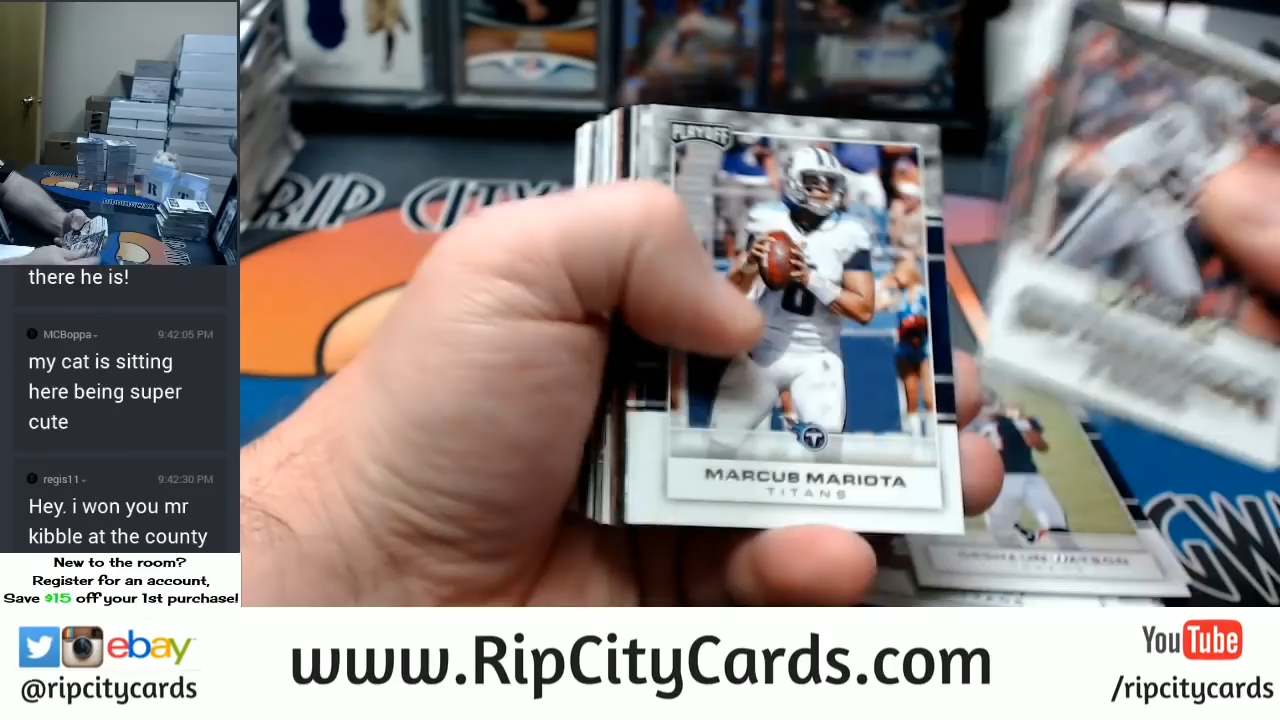 there he is!
MCBoppa
9:42:05 PM
my cat is sitting
here being super
cute
regis11
9:42:30 PM
Hey. i won you mr
kibble at the county
New to the room?
Register for an account,
Save $15 off your 1st purchase!
RIP CITY
PLAYOFF
8
T
MARCUS MARIOTA
TITANS
GW
ebay
@ripcitycards
www.RipCityCards.com
YouTube
/ripcitycards